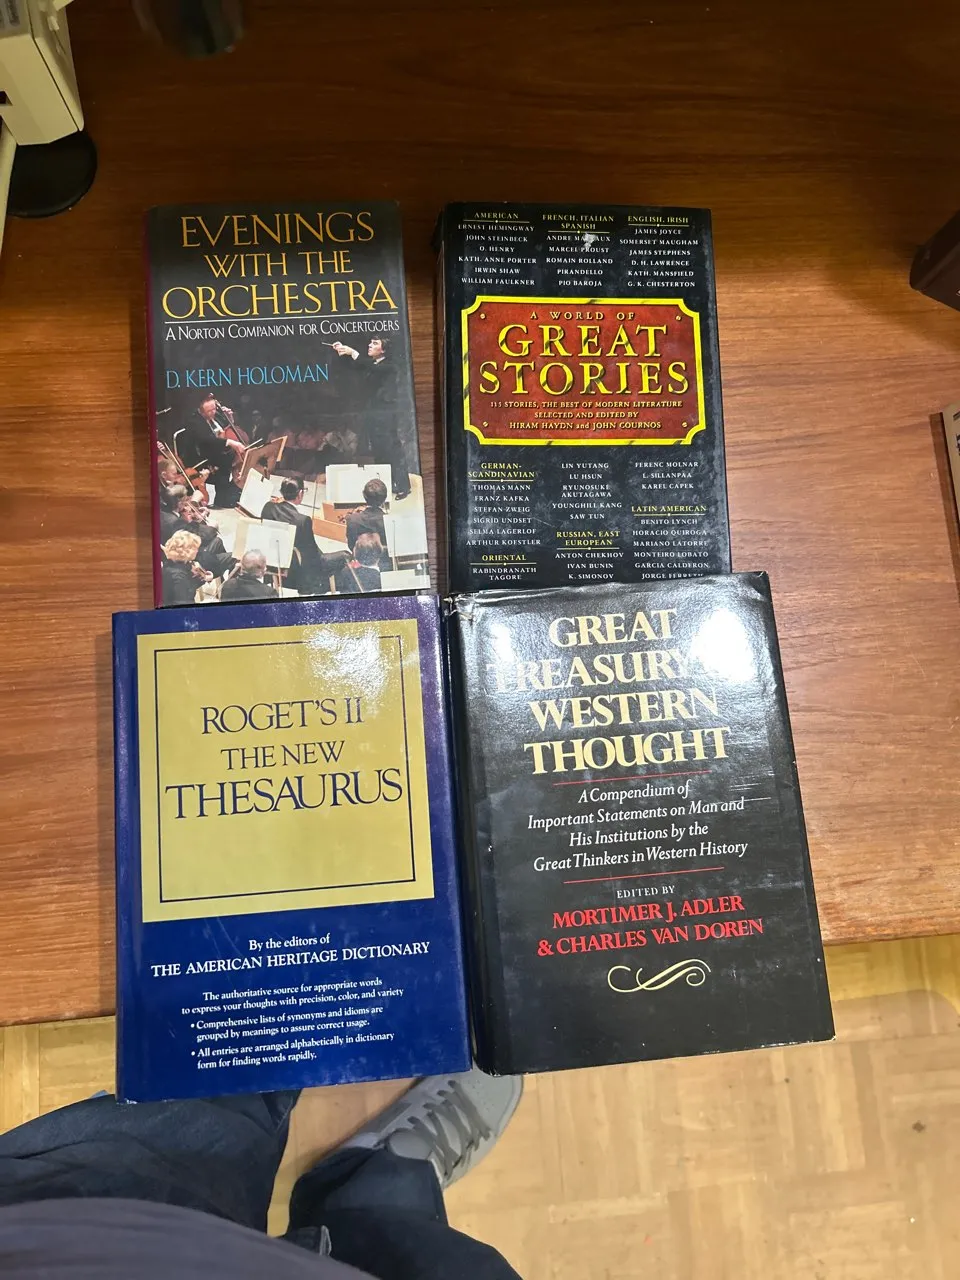 EVENINGS
WITH THE
ORCHESTRA
A NORTON COMPANION FOR CONCERTGOERS
D. KERN HOLOMAN
AMERICAN
ERNEST HEMINGWAY
JOHN STEINBECK
O. HENRY
KATH. ANNE PORTER
IRWIN SHAW
WILLIAM FAULKNER
FRENCH, ITALIAN
SPANISH
ANDRE
MARCEL PROUST
ROMAIN ROLLAND
PIRANDELLO
PIO BAROJA
ENGLISH, IRISH
JAMES JOYCE
SOMERSET MAUGHAM
JAMES STEPHENS
D. H. LAWRENCE
KATH. MANSFIELD
G. K. CHESTERTON
A WORLD OF
GREAT
STORIES
115 STORIES, THE BEST OF MODERN LITERATURE
SELECTED AND EDITED BY
HIRAM HAYDN and JOHN COURNOS
GERMAN-
SCANDINAVIAN
THOMAS MANN
FRANZ KAFKA
STEFAN ZWEIG
SIGRID UNDSET
SELMA LAGERLOF
ARTHUR KOESTLER
ORIENTAL
RABINDRANATH
TAGORE
LIN YUTANG
LU HSUN
RYUNOSUKE
AKUTAGAWA
YOUNGHILL KANG
SAW TUN
RUSSIAN, EAST
EUROPEAN
ANTON CHEKHOV
IVAN BUNIN
K. SIMONOV
FERENC MOLNAR
L. SILLANPAA
KAREL CAPEK
LATIN AMERICAN
BENITO LYNCH
HORACIO QUIROGA
MARIANO LATORRE
MONTEIRO LOBATO
GARCIA CALDERON
JORGE
ROGET'S II
THE NEW
THESAURUS
By the editors of
THE AMERICAN HERITAGE DICTIONARY
The authoritative source for appropriate words
to express your thoughts with precision, color, and variety
• Comprehensive lists of synonyms and idioms are
grouped by meanings to assure correct usage.
• All entries are arranged alphabetically in dictionary
form for finding words rapidly.
GREAT
TREASURY
WESTERN
THOUGHT
A Compendium of
Important Statements on Man and
His Institutions by the
Great Thinkers in Western History
EDITED BY
MORTIMER J. ADLER
& CHARLES VAN DOREN